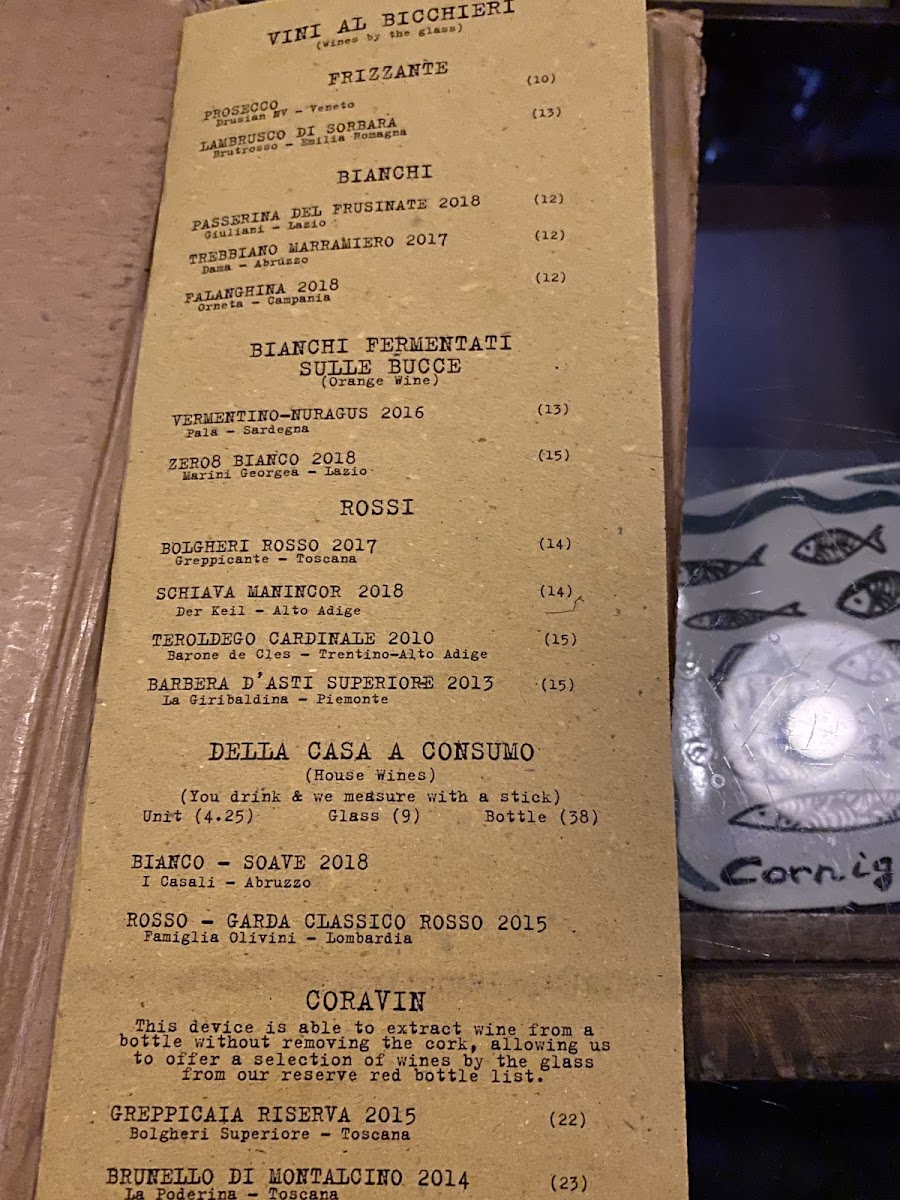 VINI AL BICCHIERI
(Wines by the glass)
FRIZZANTE
PROSECCO (10)
Drusian NV - Veneto
LAMBRUSCO DI SORBARA (13)
Brutrosso - Emilia Romagna
BIANCHI
PASSERINA DEL FRUSINATE 2018 (12)
Giuliani - Lazio
TREBBIANO MARRAMIERO 2017 (12)
Dama - Abruzzo
FALANGHINA 2018 (12)
Orneta - Campania
BIANCHI FERMENTATI
SULLE BUCCE
(Orange Wine)
VERMENTINO-NURAGUS 2016 (13)
Pala - Sardegna
ZERO8 BIANCO 2018 (15)
Marini Georgea - Lazio
ROSSI
BOLGHERI ROSSO 2017 (14)
Greppicante - Toscana
SCHIAVA MANINCOR 2018 (14)
Der Keil - Alto Adige
TEROLDEGO CARDINALE 2010 (15)
Barone de Cles - Trentino-Alto Adige
BARBERA D'ASTI SUPERIORE 2013 (15)
La Giribaldina - Piemonte
DELLA CASA A CONSUMO
(House Wines)
(You drink & we measure with a stick)
Unit (4.25) Glass (9) Bottle (38)
BIANCO - SOAVE 2018
I Casali - Abruzzo
ROSSO - GARDA CLASSICO ROSSO 2015
Famiglia Olivini - Lombardia
CORAVIN
This device is able to extract wine from a
bottle without removing the cork, allowing us
to offer a selection of wines by the glass
from our reserve red bottle list.
GREPPICAIA RISERVA 2015 (22)
Bolgheri Superiore - Toscana
BRUNELLO DI MONTALCINO 2014 (23)
La Poderina - Toscana
Cornig